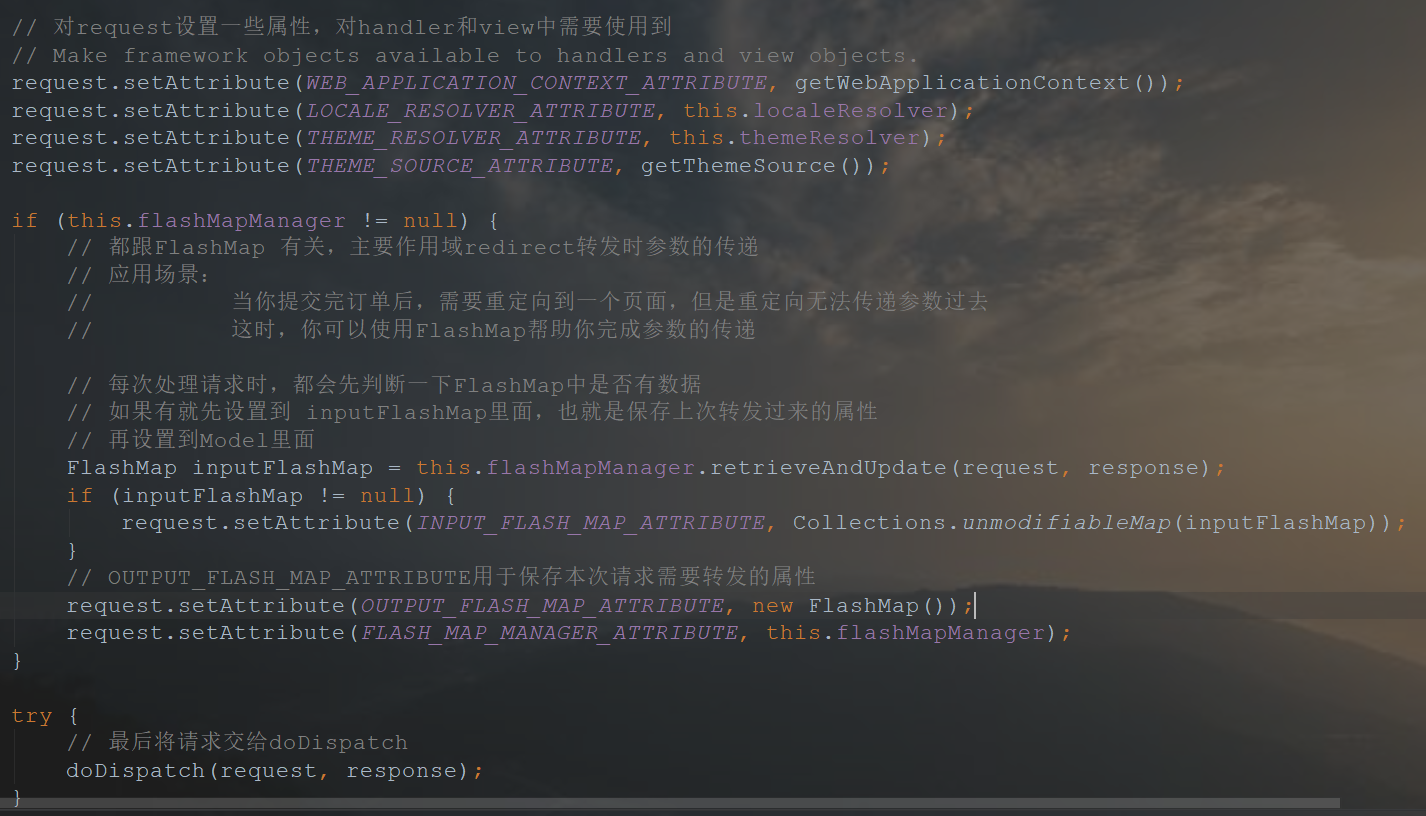 // 对request设置一些属性，对handler和view中需要使用到
// Make framework objects available to handlers and view objects.
request.setAttribute(WEB_APPLICATION_CONTEXT_ATTRIBUTE, getWebApplicationContext());
request.setAttribute(LOCALE_RESOLVER_ATTRIBUTE, this.localeResolver);
request.setAttribute(THEME_RESOLVER_ATTRIBUTE, this.themeResolver);
request.setAttribute(THEME_SOURCE_ATTRIBUTE, getThemeSource());
if (this.flashMapManager != null) {
// 都跟FlashMap 有关，主要作用域redirect转发时参数的传递
// 应用场景：
// 当你提交完订单后，需要重定向到一个页面，但是重定向无法传递参数过去
// 这时，你可以使用FlashMap帮助你完成参数的传递
// 每次处理请求时，都会先判断一下FlashMap中是否有数据
// 如果有就先设置到 inputFlashMap里面，也就是保存上次转发过来的属性
// 再设置到Model里面
FlashMap inputFlashMap = this.flashMapManager.retrieveAndUpdate(request, response);
if (inputFlashMap != null) {
request.setAttribute(INPUT_FLASH_MAP_ATTRIBUTE, Collections.unmodifiableMap(inputFlashMap));
}
// OUTPUT_FLASH_MAP_ATTRIBUTE用于保存本次请求需要转发的属性
request.setAttribute(OUTPUT_FLASH_MAP_ATTRIBUTE, new FlashMap());
request.setAttribute(FLASH_MAP_MANAGER_ATTRIBUTE, this.flashMapManager);
}
try {
// 最后将请求交给doDispatch
doDispatch(request, response);
}